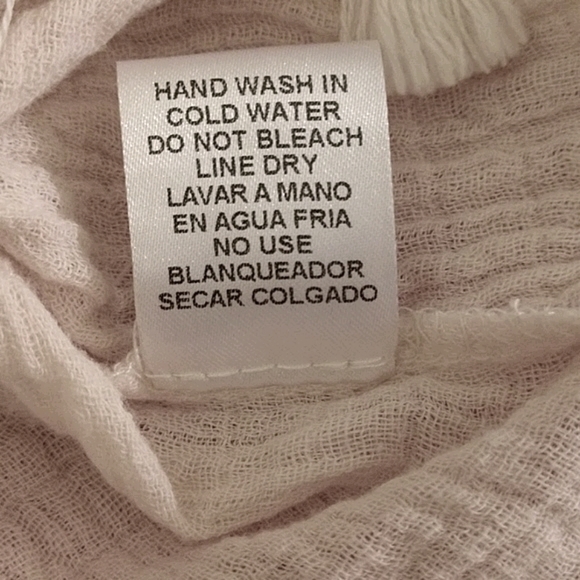 HAND WASH IN
COLD WATER
DO NOT BLEACH
LINE DRY
LAVAR A MANO
EN AGUA FRIA
NO USE
BLANQUEADOR
SECAR COLGADO